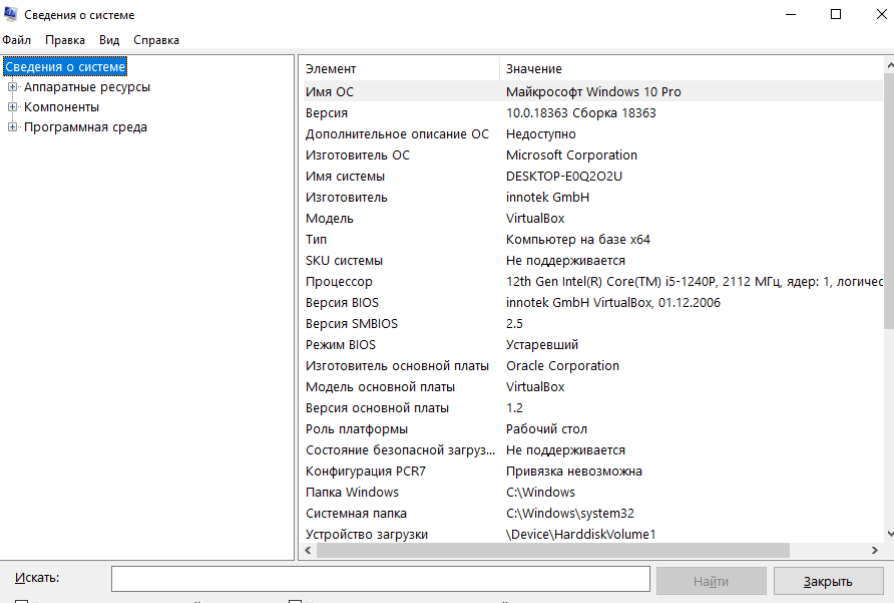 Сведения о системе
Файл Правка Вид Справка
Сведения о системе
Аппаратные ресурсы
Компоненты
Программная среда
Элемент Значение
Имя ОС Майкрософт Windows 10 Pro
Версия 10.0.18363 Сборка 18363
Дополнительное описание ОС Недоступно
Изготовитель ОС Microsoft Corporation
Имя системы DESKTOP-E0Q2O2U
Изготовитель innotek GmbH
Модель VirtualBox
Тип Компьютер на базе x64
SKU системы Не поддерживается
Процессор 12th Gen Intel(R) Core(TM) i5-1240P, 2112 МГц, ядер: 1, логичес
Версия BIOS innotek GmbH VirtualBox, 01.12.2006
Версия SMBIOS 2.5
Режим BIOS Устаревший
Изготовитель основной платы Oracle Corporation
Модель основной платы VirtualBox
Версия основной платы 1.2
Роль платформы Рабочий стол
Состояние безопасной загруз... Не поддерживается
Конфигурация PCR7 Привязка невозможна
Папка Windows C:\Windows
Системная папка C:\Windows\system32
Устройство загрузки \Device\HarddiskVolume1
Искать: Найти Закрыть